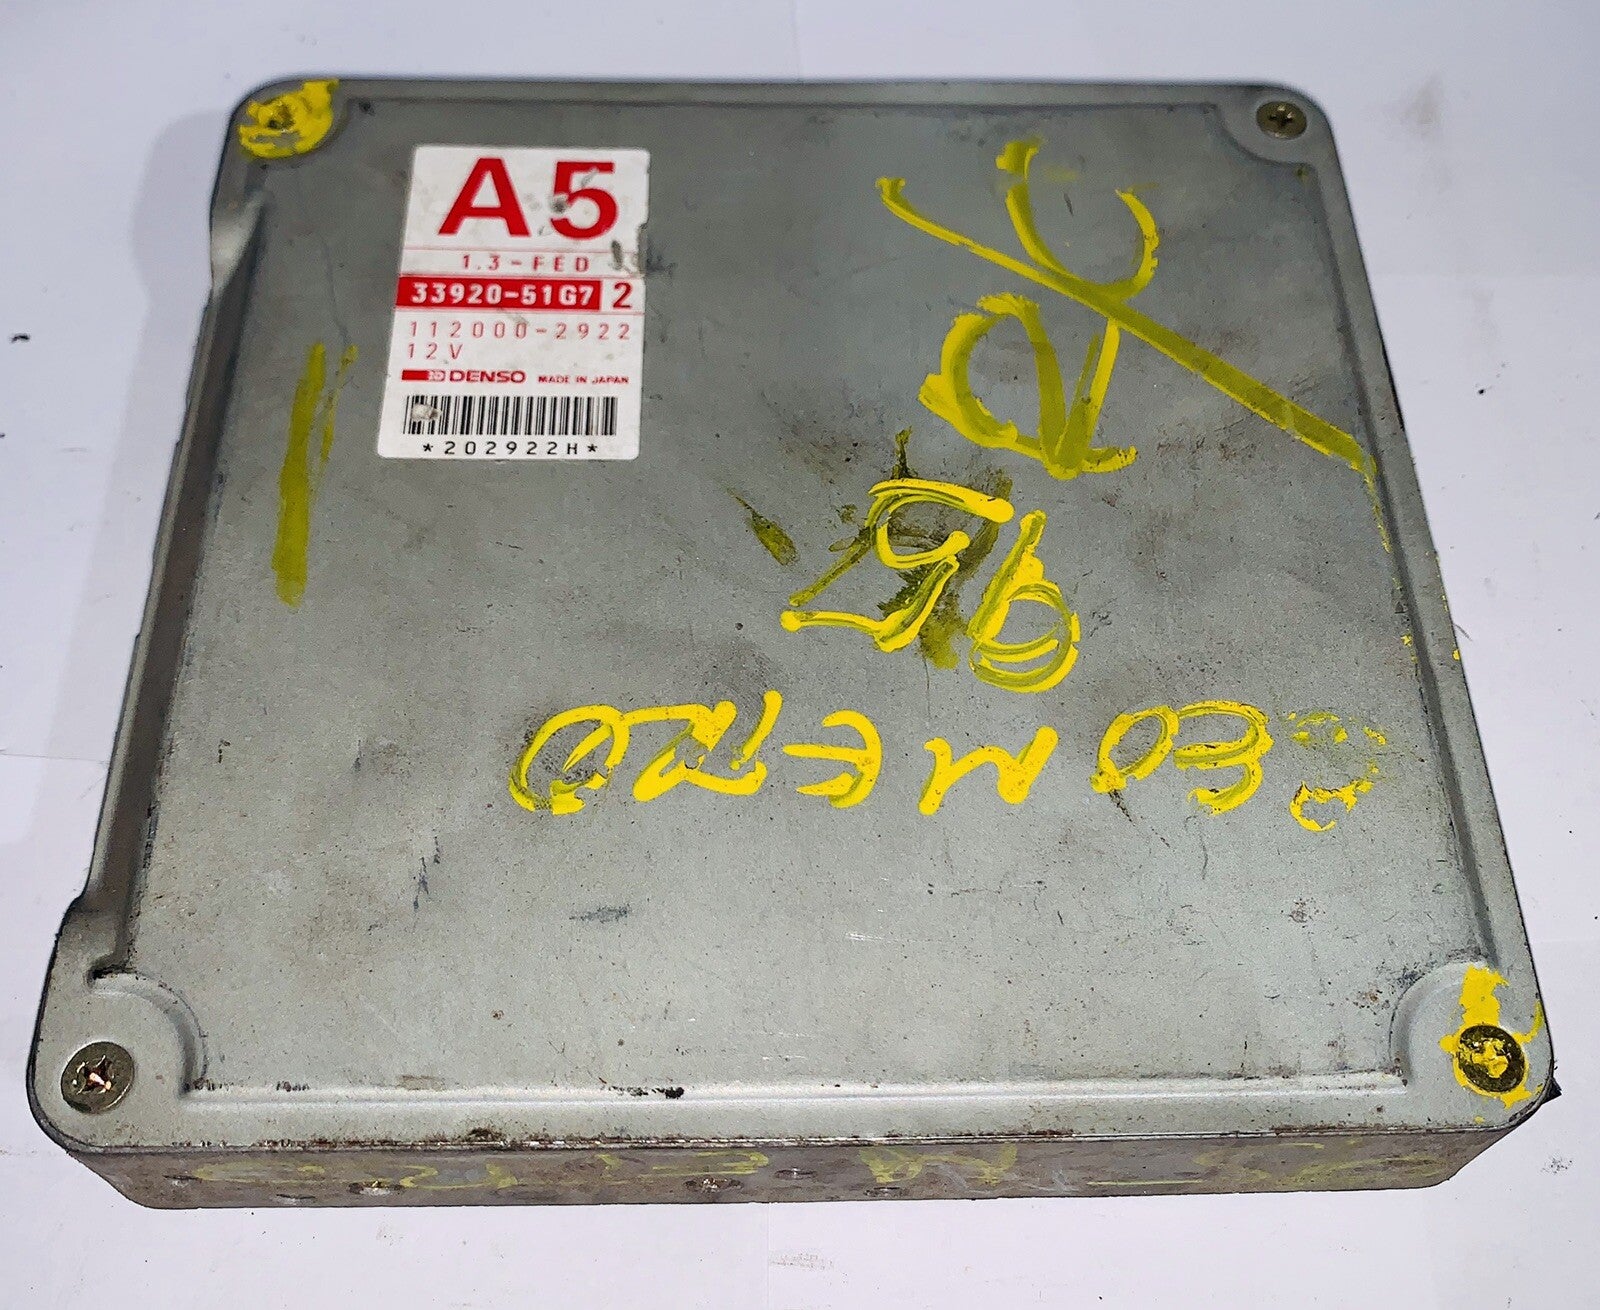 A5
1.3-FED
33920-51G7 2
112000-2922
12V
DENSO MADE IN JAPAN
*202922H*
GEO METRO
95